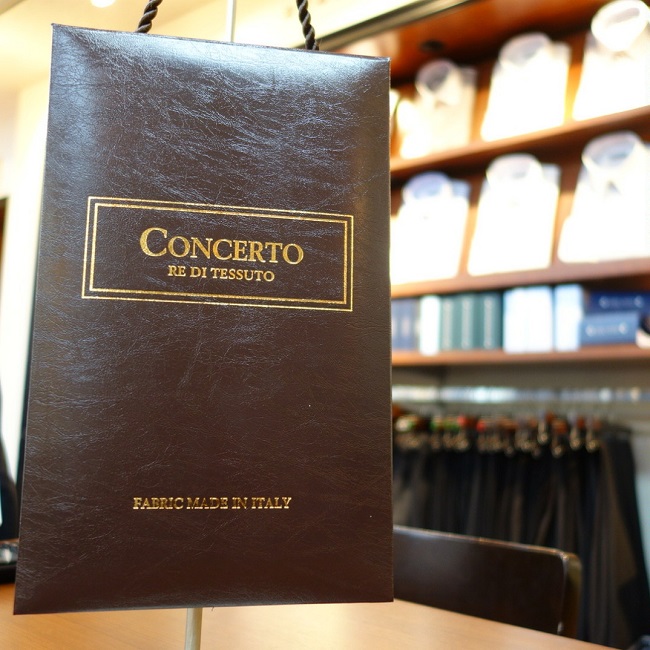 CONCERTO
RE DI TESSUTO
FABRIC MADE IN ITALY